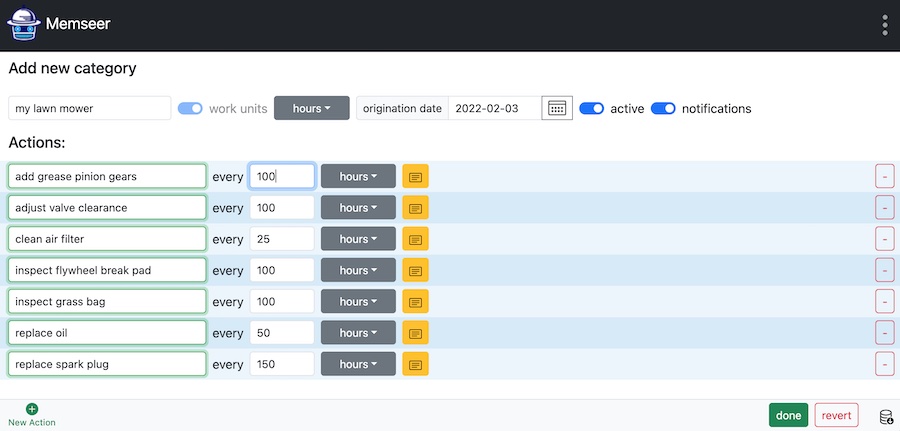 Memseer
Add new category
my lawn mower work units hours origination date 2022-02-03 active notifications
Actions:
add grease pinion gears every 100 hours -
adjust valve clearance every 100 hours -
clean air filter every 25 hours -
inspect flywheel break pad every 100 hours -
inspect grass bag every 100 hours -
replace oil every 50 hours -
replace spark plug every 150 hours -
New Action done revert